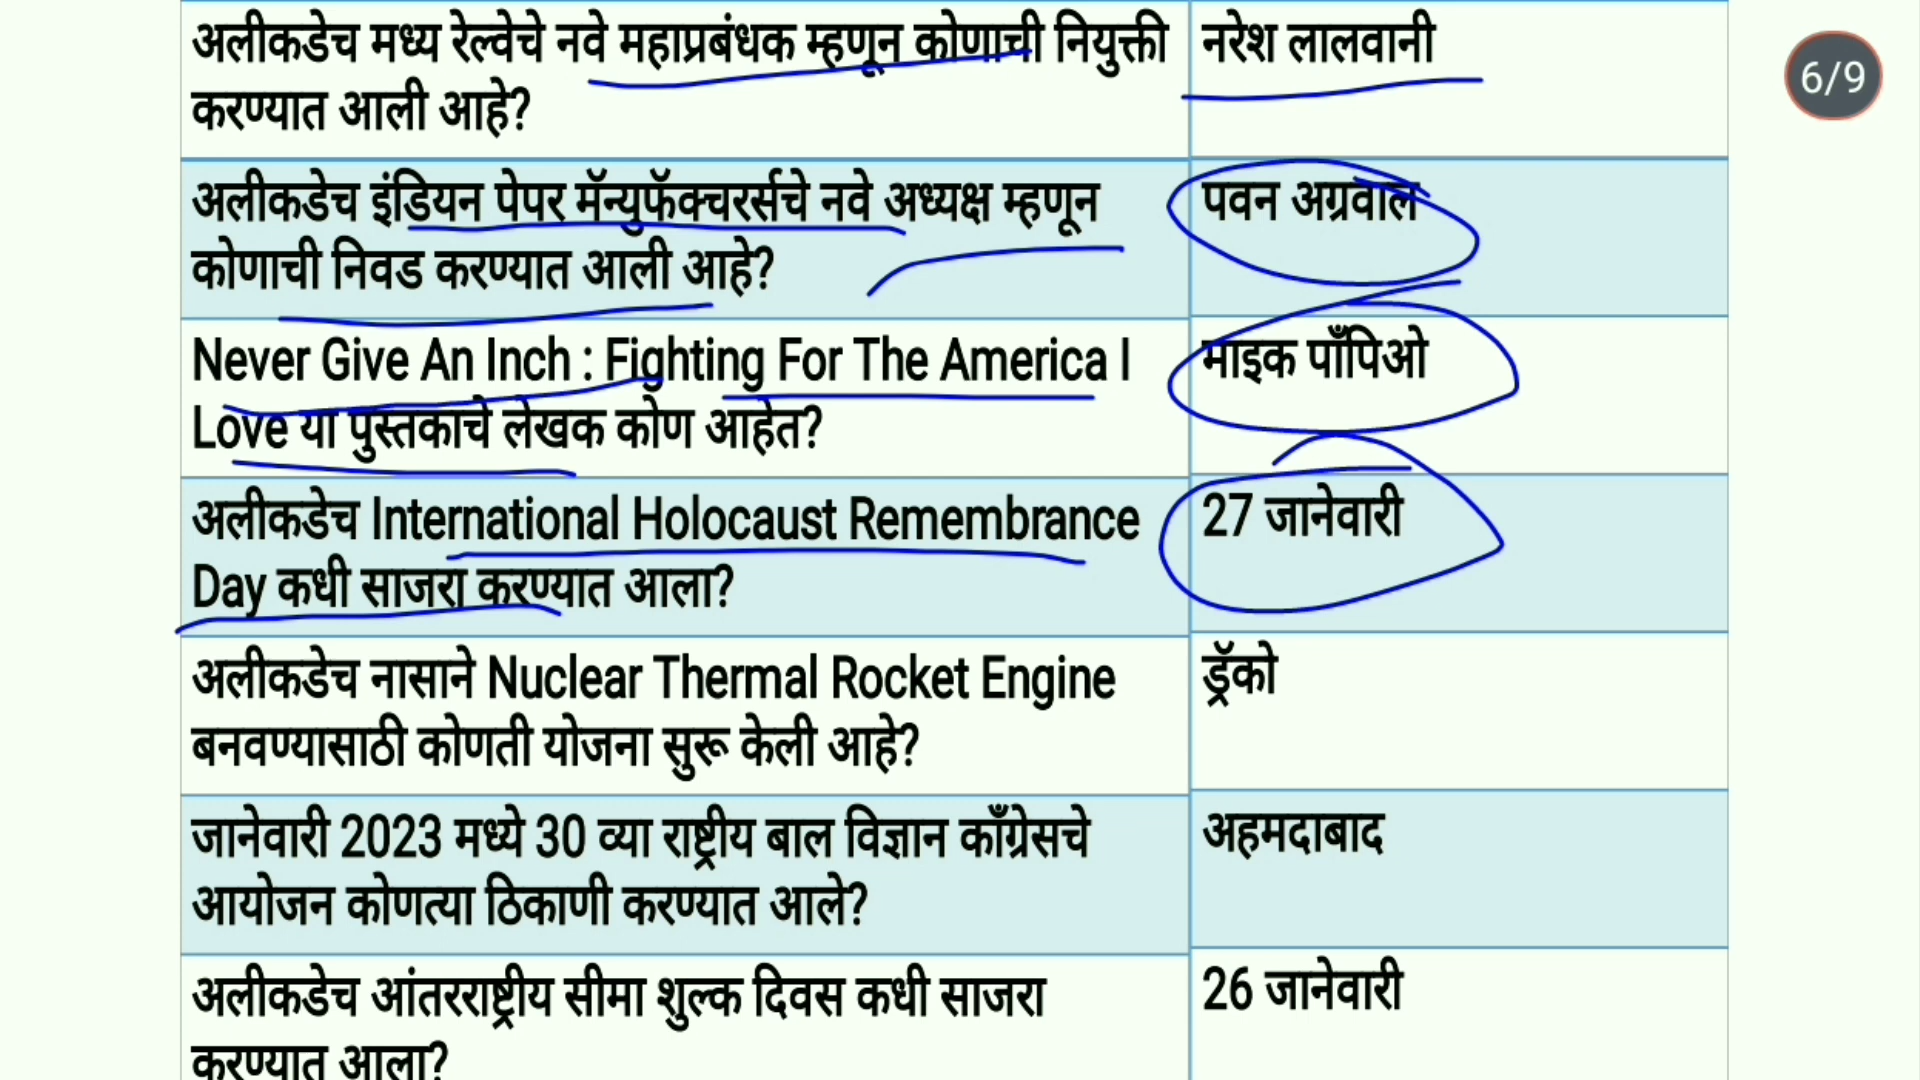 अलीकडेच मध्य रेल्वेचे नवे महाप्रबंधक म्हणून कोणाची नियुक्ती
करण्यात आली आहे?
नरेश लालवानी
6/9
अलीकडेच इंडियन पेपर मॅन्युफॅक्चरर्सचे नवे अध्यक्ष म्हणून
कोणाची निवड करण्यात आली आहे?
पवन अग्रवाल
Never Give An Inch : Fighting For The America I
Love या पुस्तकाचे लेखक कोण आहेत?
माइक पाँपिओ
अलीकडेच International Holocaust Remembrance
Day कधी साजरा करण्यात आला?
27 जानेवारी
अलीकडेच नासाने Nuclear Thermal Rocket Engine
बनवण्यासाठी कोणती योजना सुरू केली आहे?
ड्रॅको
जानेवारी 2023 मध्ये 30 व्या राष्ट्रीय बाल विज्ञान काँग्रेसचे
आयोजन कोणत्या ठिकाणी करण्यात आले?
अहमदाबाद
अलीकडेच आंतरराष्ट्रीय सीमा शुल्क दिवस कधी साजरा
करण्यात आला?
26 जानेवारी